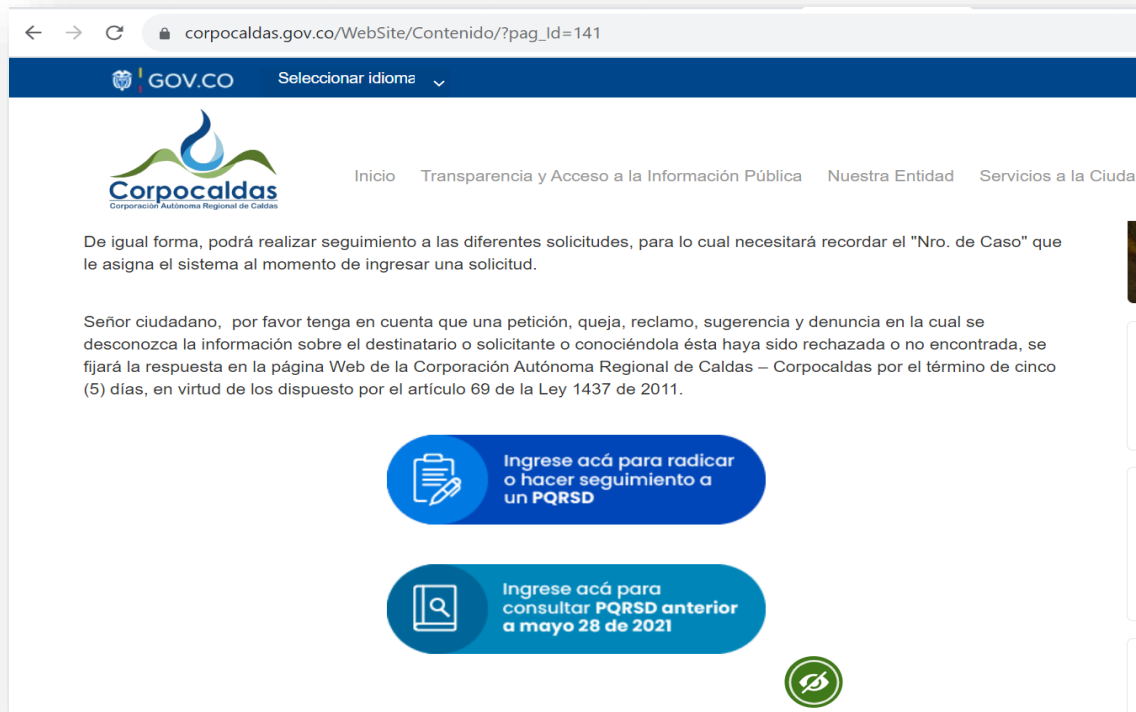 corpocaldas.gov.co/WebSite/Contenido/?pag_Id=141
GOV.CO
Seleccionar idioma
Corpocaldas
Corporación Autónoma Regional de Caldas
Inicio Transparencia y Acceso a la Información Pública Nuestra Entidad Servicios a la Ciuda
De igual forma, podrá realizar seguimiento a las diferentes solicitudes, para lo cual necesitará recordar el "Nro. de Caso" que
le asigna el sistema al momento de ingresar una solicitud.
Señor ciudadano, por favor tenga en cuenta que una petición, queja, reclamo, sugerencia y denuncia en la cual se
desconozca la información sobre el destinatario o solicitante o conociéndola ésta haya sido rechazada o no encontrada, se
fijará la respuesta en la página Web de la Corporación Autónoma Regional de Caldas – Corpocaldas por el término de cinco
(5) días, en virtud de los dispuesto por el artículo 69 de la Ley 1437 de 2011.
Ingrese acá para radicar
o hacer seguimiento a
un PQRSD
Ingrese acá para
consultar PQRSD anterior
a mayo 28 de 2021